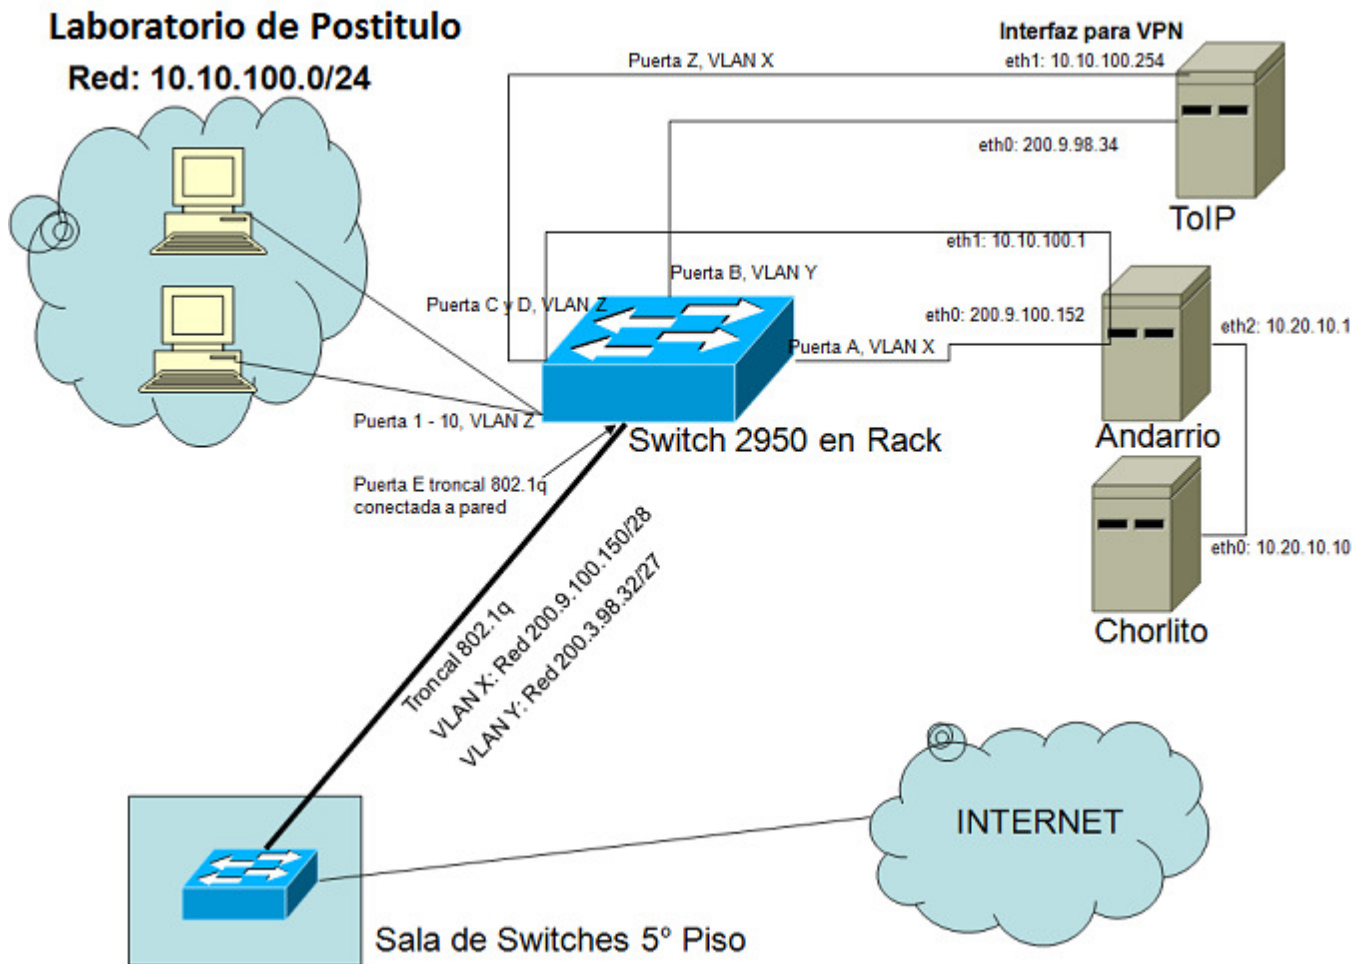 Laboratorio de Postitulo
Red: 10.10.100.0/24
Interfaz para VPN
eth1: 10.10.100.254
Puerta Z, VLAN X
eth0: 200.9.98.34
ToIP
eth1: 10.10.100.1
Puerta B, VLAN Y
Puerta C y D, VLAN Z
eth0: 200.9.100.152
eth2: 10.20.10.1
Puerta A, VLAN X
Puerta 1 - 10, VLAN Z
Switch 2950 en Rack
Andarrio
Puerta E troncal 802.1q
conectada a pared
eth0: 10.20.10.10
Chorlito
Troncal 802.1q
VLAN X: Red 200.9.100.150/28
VLAN Y: Red 200.3.98.32/27
INTERNET
Sala de Switches 5º Piso